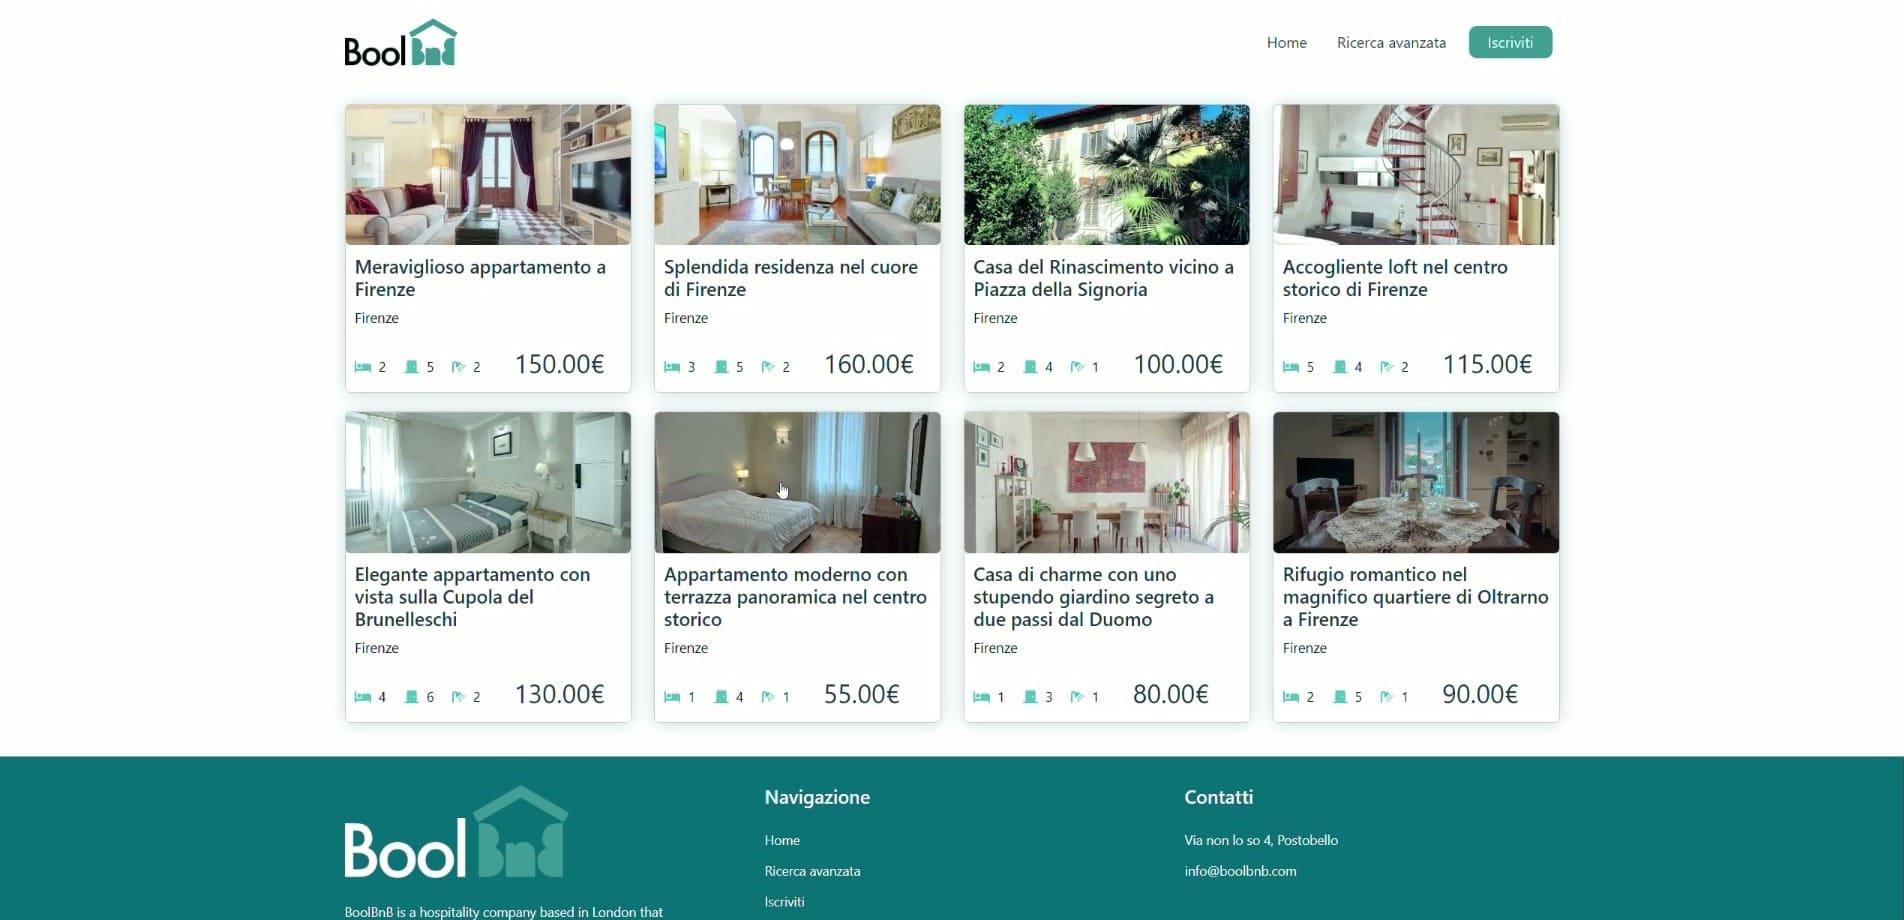 Bool BnB
Home
Ricerca avanzata
Iscriviti
Meraviglioso appartamento a
Firenze
Firenze
2 5 2 150.00€
Splendida residenza nel cuore
di Firenze
Firenze
3 5 2 160.00€
Casa del Rinascimento vicino a
Piazza della Signoria
Firenze
2 4 1 100.00€
Accogliente loft nel centro
storico di Firenze
Firenze
5 4 2 115.00€
Elegante appartamento con
vista sulla Cupola del
Brunelleschi
Firenze
4 6 2 130.00€
Appartamento moderno con
terrazza panoramica nel centro
storico
Firenze
1 4 1 55.00€
Casa di charme con uno
stupendo giardino segreto a
due passi dal Duomo
Firenze
1 3 1 80.00€
Rifugio romantico nel
magnifico quartiere di Oltrarno
a Firenze
Firenze
2 5 1 90.00€
Bool BnB
BoolBnB is a hospitality company based in London that
Navigazione
Home
Ricerca avanzata
Iscriviti
Contatti
Via non lo so 4, Postobello
info@boolbnb.com